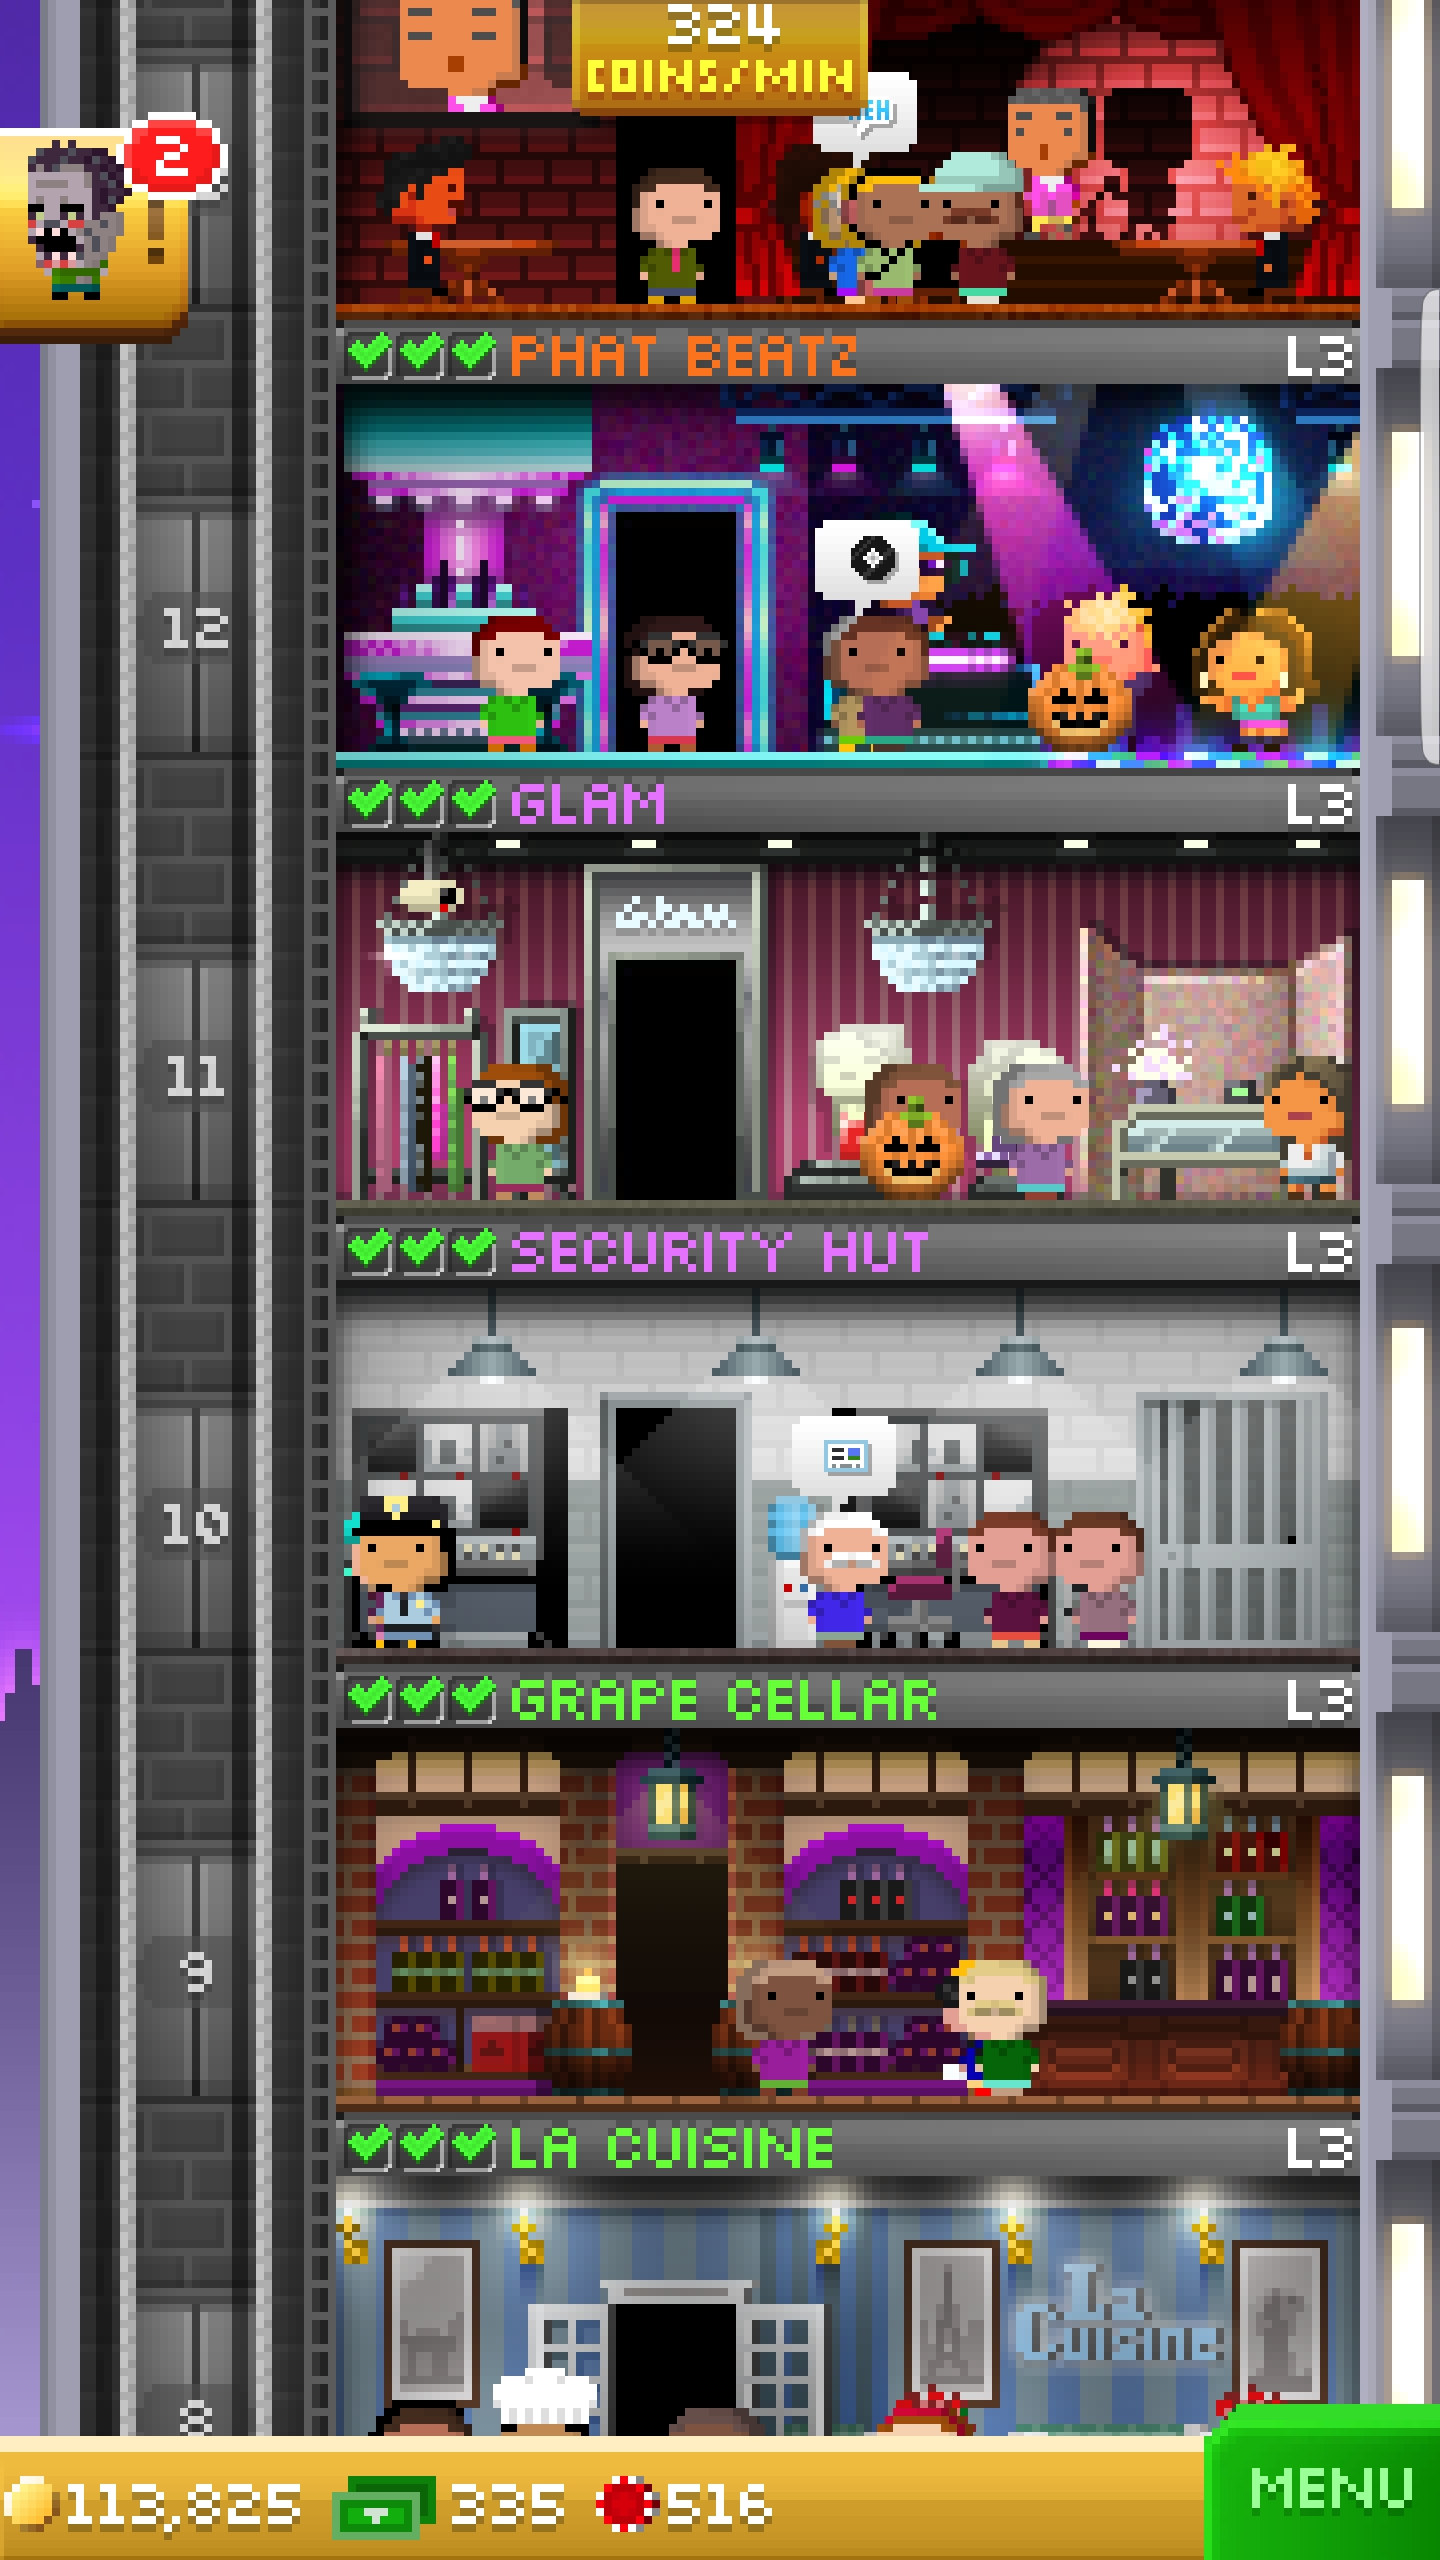 324
COINS/MIN
HEH
2
!
PHAT BEATZ L3
12
GLAM L3
Glam
11
SECURITY HUT L3
10
GRAPE CELLAR L3
9
LA CUISINE L3
La
Cuisine
8
113,825 335 516
MENU